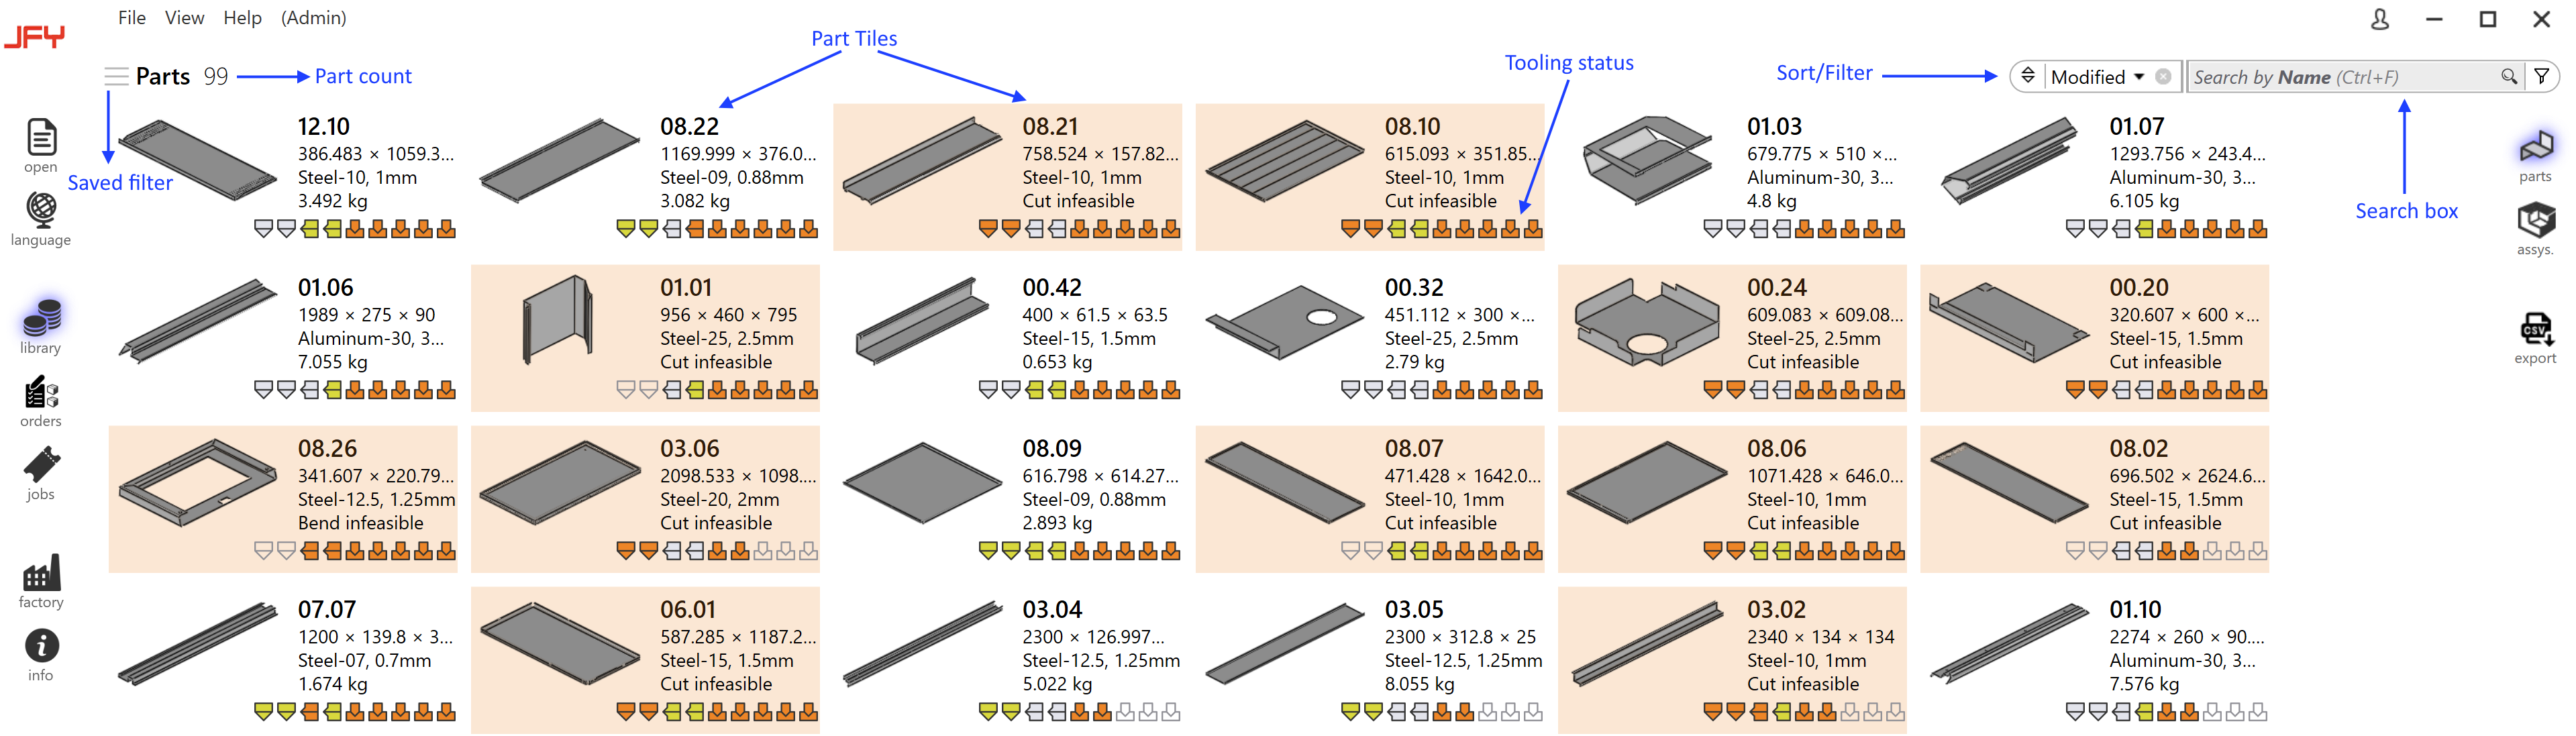 File View Help (Admin)
JFY
Part Tiles
Tooling status
Parts 99
Part count
Sort/Filter
Modified
Search by Name (Ctrl+F)
open
language
library
orders
jobs
factory
info
Saved filter
12.10
386.483 × 1059.3...
Steel-10, 1mm
3.492 kg
08.22
1169.999 × 376.0...
Steel-09, 0.88mm
3.082 kg
08.21
758.524 × 157.82...
Steel-10, 1mm
Cut infeasible
08.10
615.093 × 351.85...
Steel-10, 1mm
Cut infeasible
01.03
679.775 × 510 ×...
Aluminum-30, 3...
4.8 kg
01.07
1293.756 × 243.4...
Aluminum-30, 3...
6.105 kg
Search box
01.06
1989 × 275 × 90
Aluminum-30, 3...
7.055 kg
01.01
956 × 460 × 795
Steel-25, 2.5mm
Cut infeasible
00.42
400 × 61.5 × 63.5
Steel-15, 1.5mm
0.653 kg
00.32
451.112 × 300 ×...
Steel-25, 2.5mm
2.79 kg
00.24
609.083 × 609.08...
Steel-25, 2.5mm
Cut infeasible
00.20
320.607 × 600 ×...
Steel-15, 1.5mm
Cut infeasible
08.26
341.607 × 220.79...
Steel-12.5, 1.25mm
Bend infeasible
03.06
2098.533 × 1098....
Steel-20, 2mm
Cut infeasible
08.09
616.798 × 614.27...
Steel-09, 0.88mm
2.893 kg
08.07
471.428 × 1642.0...
Steel-10, 1mm
Cut infeasible
08.06
1071.428 × 646.0...
Steel-10, 1mm
Cut infeasible
08.02
696.502 × 2624.6...
Steel-15, 1.5mm
Cut infeasible
07.07
1200 × 139.8 × 3...
Steel-07, 0.7mm
1.674 kg
06.01
587.285 × 1187.2...
Steel-15, 1.5mm
Cut infeasible
03.04
2300 × 126.997...
Steel-12.5, 1.25mm
5.022 kg
03.05
2300 × 312.8 × 25
Steel-12.5, 1.25mm
8.055 kg
03.02
2340 × 134 × 134
Steel-10, 1mm
Cut infeasible
01.10
2274 × 260 × 90....
Aluminum-30, 3...
7.576 kg
parts
assys.
CSV
export